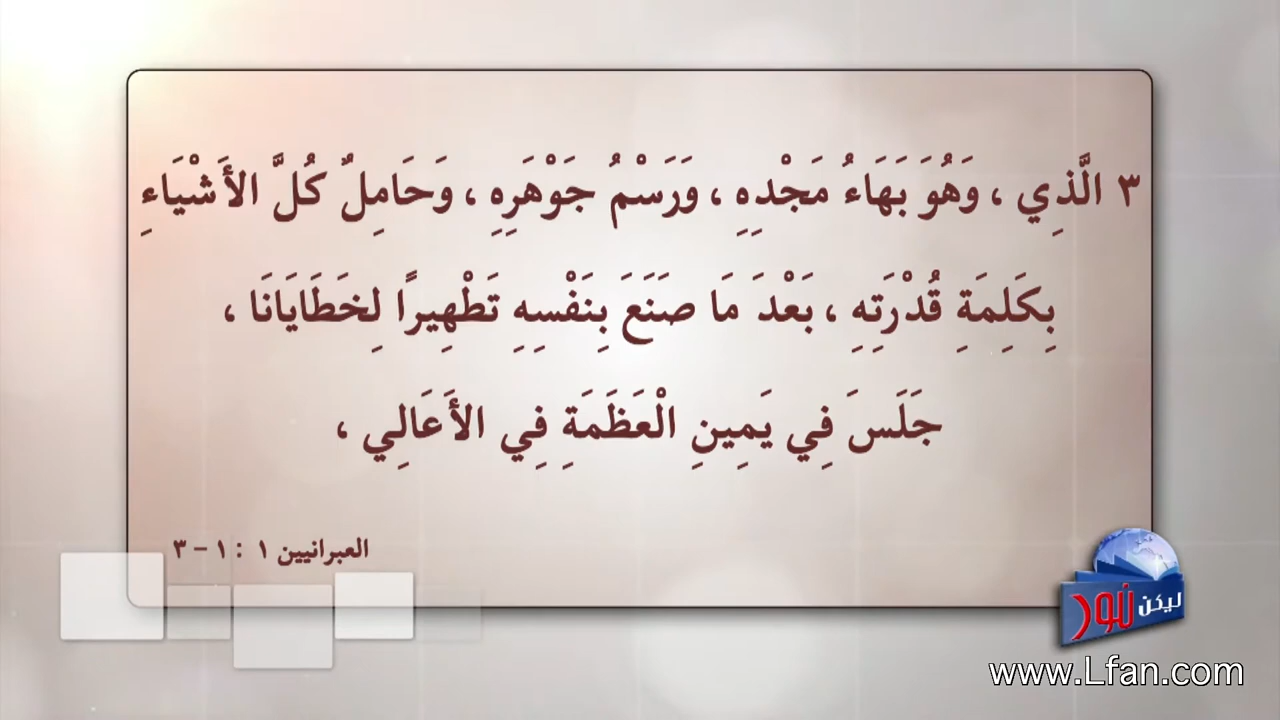 ٣ الَّذِي ، وَهُوَ بَهَاءُ مَجْدِهِ ، وَرَسْمُ جَوْهَرِهِ ، وَحَامِلٌ كُلَّ الأَشْيَاءِ
بِكَلِمَةِ قُدْرَتِهِ ، بَعْدَ مَا صَنَعَ بِنَفْسِهِ تَطْهِيرًا لِخَطَايَانَا ،
جَلَسَ فِي يَمِينِ الْعَظَمَةِ فِي الأَعَالِي ،
العبرانيين ١ : ١ - ٣
ليكن نور
www.Lfan.com